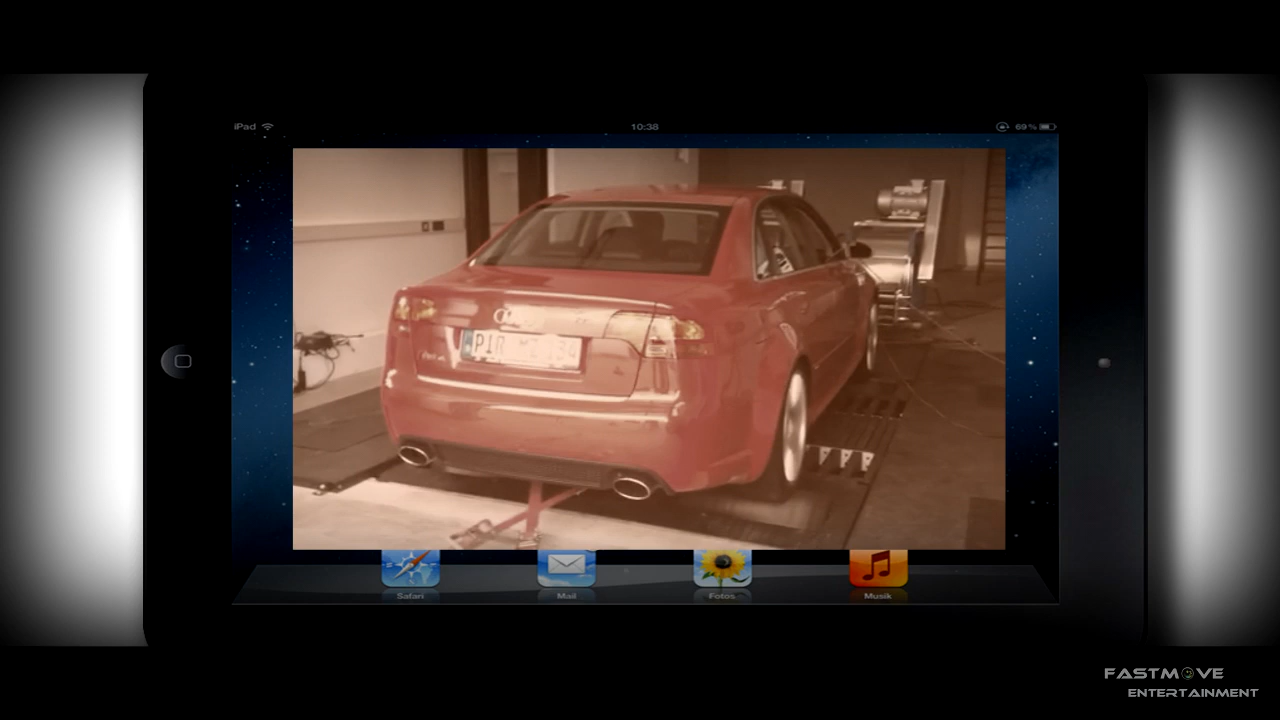 iPad
10:38
69 %
Safari
Mail
Fotos
Musik
FASTMOVE
ENTERTAINMENT